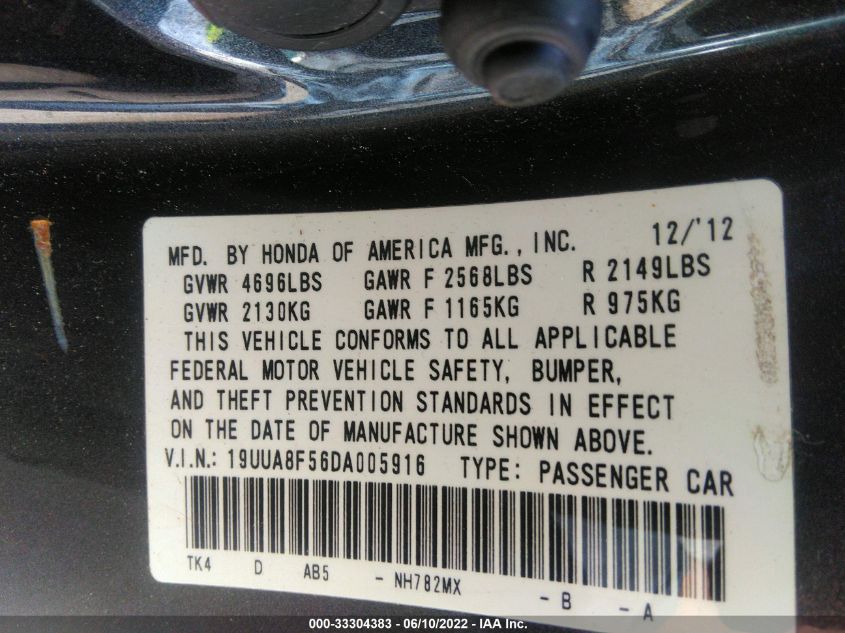 MFD. BY HONDA OF AMERICA MFG., INC. 12/'12
GVWR 4696LBS GAWR F 2568LBS R 2149LBS
GVWR 2130KG GAWR F 1165KG R 975KG
THIS VEHICLE CONFORMS TO ALL APPLICABLE
FEDERAL MOTOR VEHICLE SAFETY, BUMPER,
AND THEFT PREVENTION STANDARDS IN EFFECT
ON THE DATE OF MANUFACTURE SHOWN ABOVE.
V.I.N.: 19UUA8F56DA005916 TYPE: PASSENGER CAR
TK4 D AB5 - NH782MX - B - A
000-33304383 - 06/10/2022 - IAA Inc.